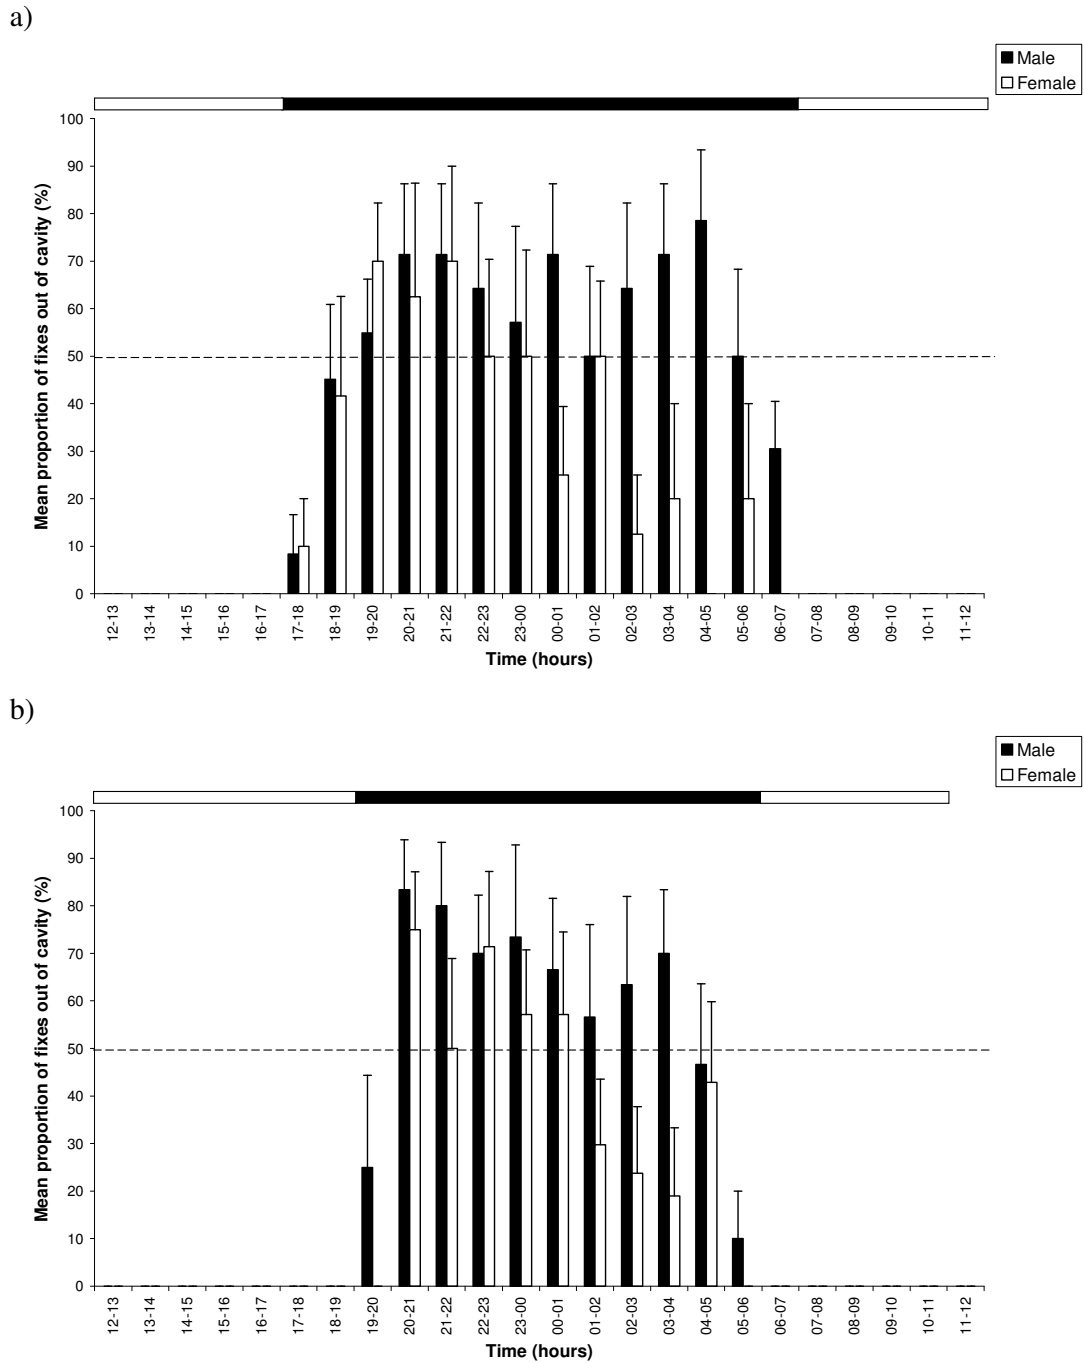 a)
Male
Female
100
90
80
70
60
50
40
30
20
10
0
Mean proportion of fixes out of cavity (%)
12-13 13-14 14-15 15-16 16-17 17-18 18-19 19-20 20-21 21-22 22-23 23-00 00-01 01-02 02-03 03-04 04-05 05-06 06-07 07-08 08-09 09-10 10-11 11-12
Time (hours)
b)
Male
Female
100
90
80
70
60
50
40
30
20
10
0
Mean proportion of fixes out of cavity (%)
12-13 13-14 14-15 15-16 16-17 17-18 18-19 19-20 20-21 21-22 22-23 23-00 00-01 01-02 02-03 03-04 04-05 05-06 06-07 07-08 08-09 09-10 10-11 11-12
Time (hours)